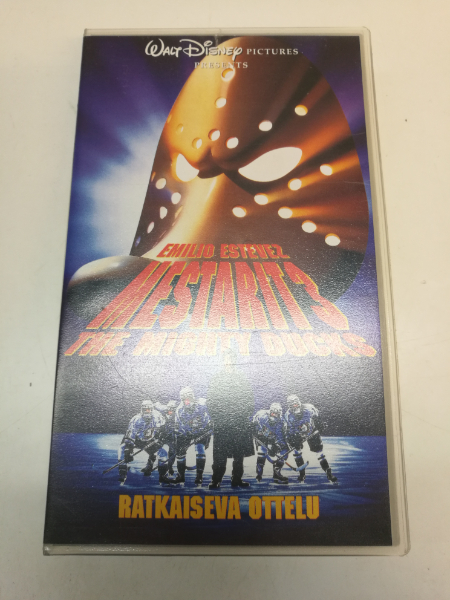 WALT DISNEY PICTURES
PRESENTS
EMILIO ESTEVEZ
MESTARIT 3
THE MIGHTY DUCKS
RATKAISEVA OTTELU